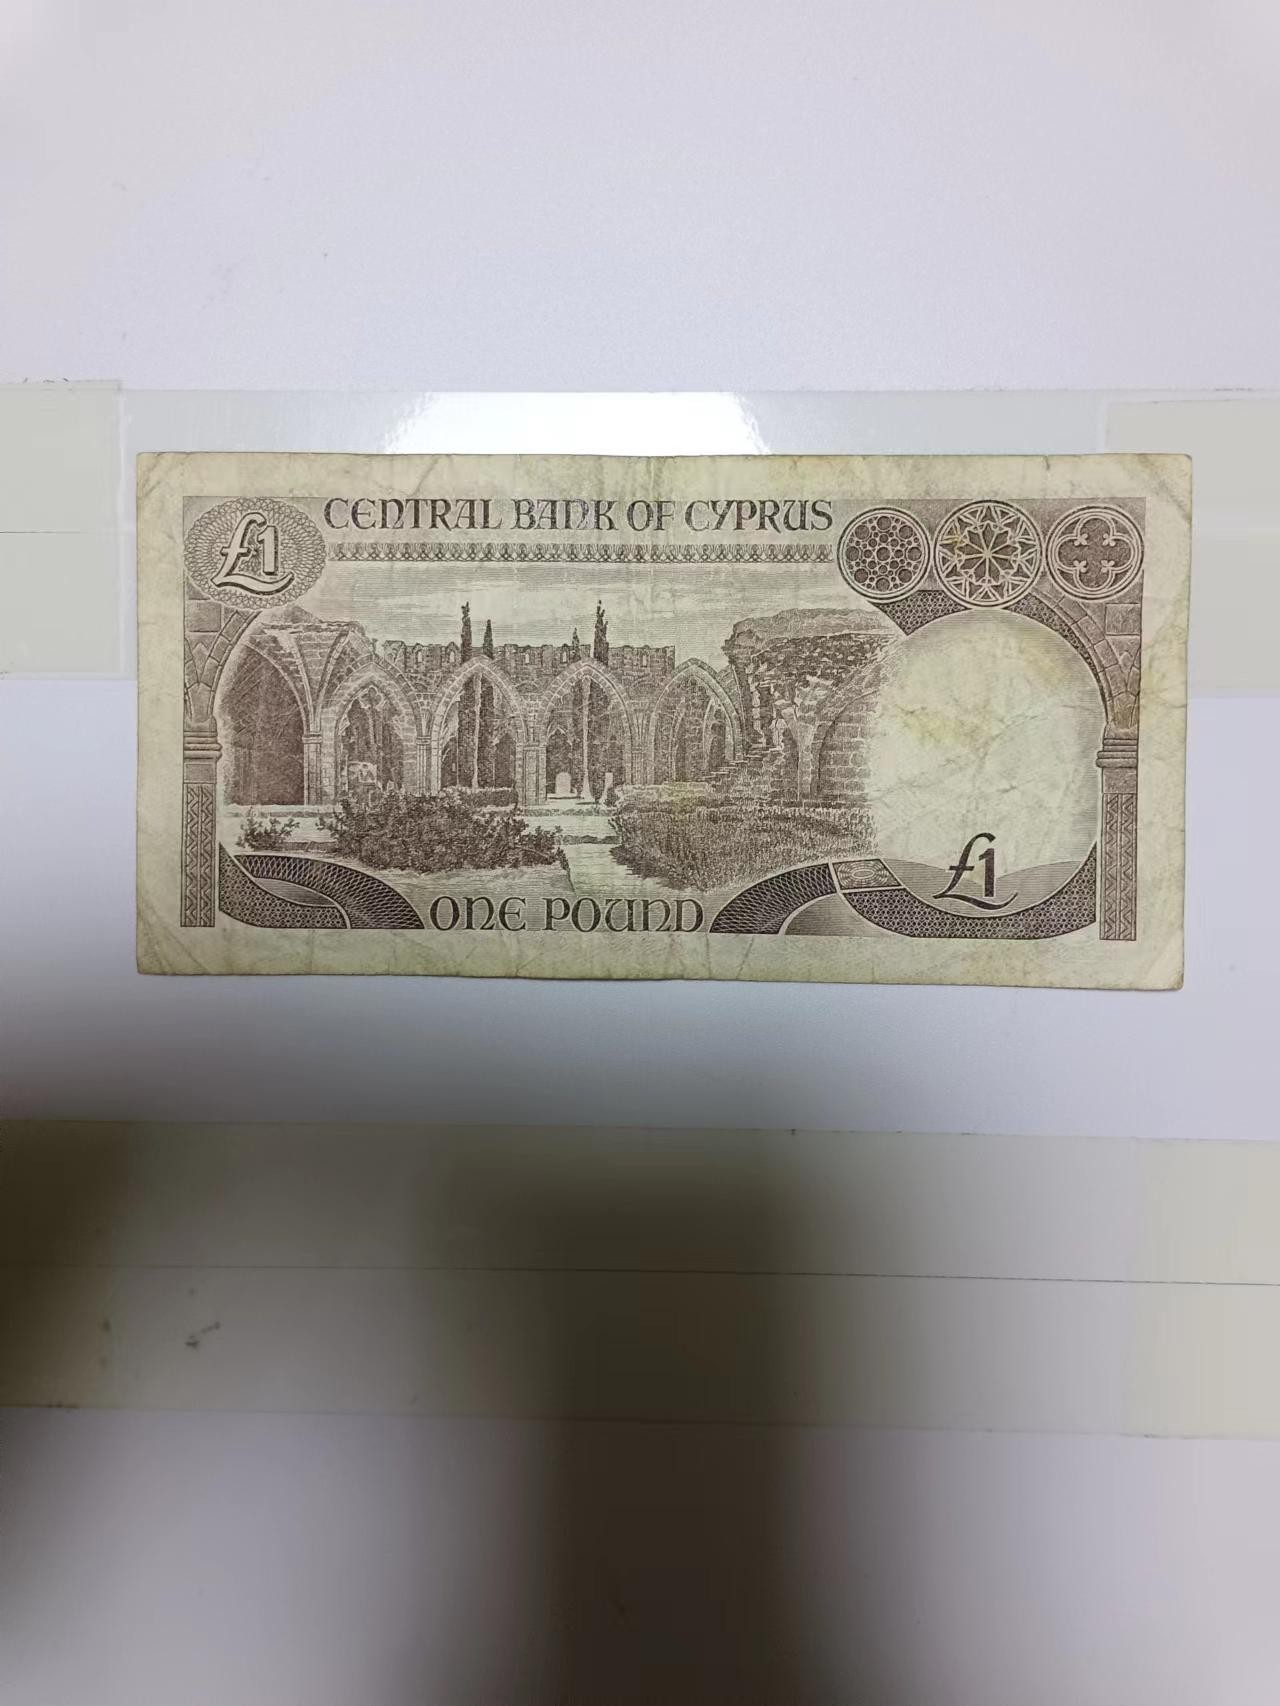 £1
CENTRAL BANK OF CYPRUS
£1
ONE POUND